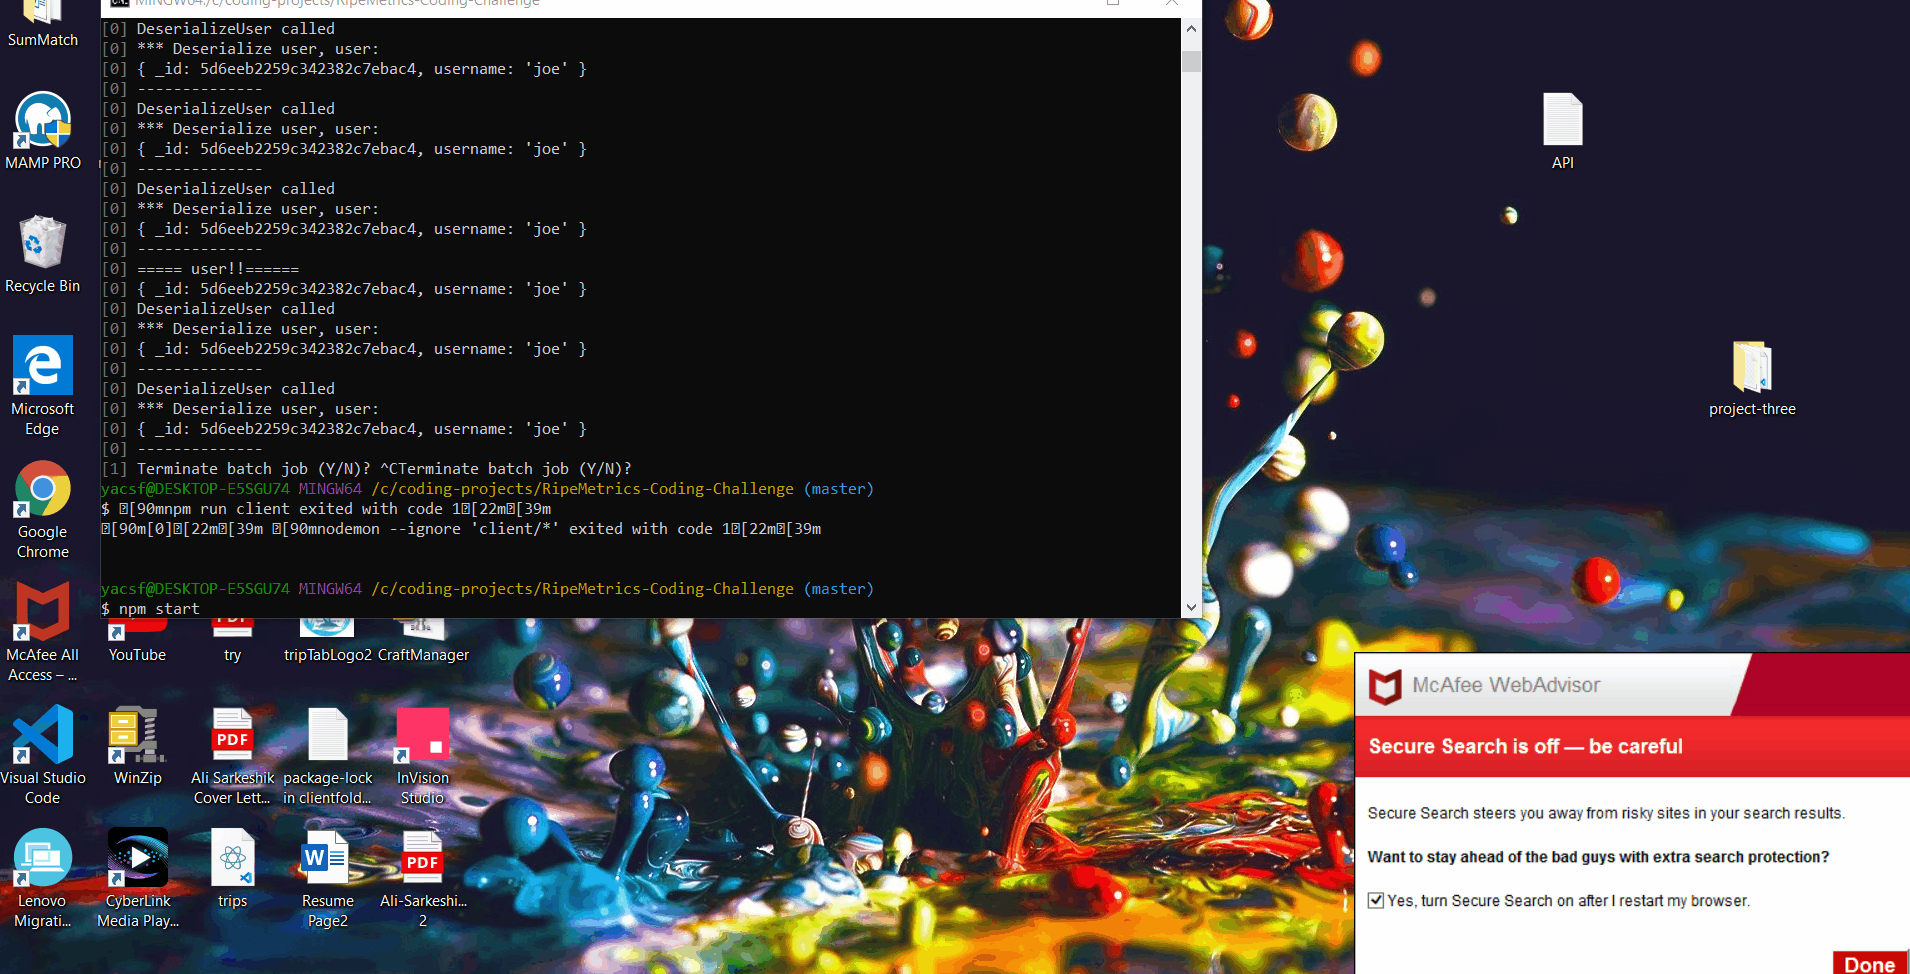 MINGW64:/c/coding-projects/RipeMetrics-Coding-Challenge
[0] DeserializeUser called
[0] *** Deserialize user, user:
[0] { _id: 5d6eeb2259c342382c7ebac4, username: 'joe' }
[0] --------------
[0] DeserializeUser called
[0] *** Deserialize user, user:
[0] { _id: 5d6eeb2259c342382c7ebac4, username: 'joe' }
[0] --------------
[0] DeserializeUser called
[0] *** Deserialize user, user:
[0] { _id: 5d6eeb2259c342382c7ebac4, username: 'joe' }
[0] --------------
[0] ===== user!!======
[0] { _id: 5d6eeb2259c342382c7ebac4, username: 'joe' }
[0] DeserializeUser called
[0] *** Deserialize user, user:
[0] { _id: 5d6eeb2259c342382c7ebac4, username: 'joe' }
[0] --------------
[0] DeserializeUser called
[0] *** Deserialize user, user:
[0] { _id: 5d6eeb2259c342382c7ebac4, username: 'joe' }
[0] --------------
[1] Terminate batch job (Y/N)? ^CTerminate batch job (Y/N)?
yacsf@DESKTOP-E5SGU74 MINGW64 /c/coding-projects/RipeMetrics-Coding-Challenge (master)
$ [90mnpm run client exited with code 1[22m[39m
[90m[0][22m[39m [90mnodemon --ignore 'client/*' exited with code 1[22m[39m
yacsf@DESKTOP-E5SGU74 MINGW64 /c/coding-projects/RipeMetrics-Coding-Challenge (master)
$ npm start
SumMatch
MAMP PRO
Recycle Bin
Microsoft
Edge
Google
Chrome
McAfee All
Access – ...
YouTube
PDF
try
tripTabLogo2
CraftManager
Visual Studio
Code
WinZip
PDF
Ali Sarkeshik
Cover Lett...
package-lock
in clientfold...
InVision
Studio
Lenovo
Migrati...
CyberLink
Media Play...
trips
W
Resume
Page2
PDF
Ali-Sarkeshi...
2
API
project-three
McAfee WebAdvisor
Secure Search is off — be careful
Secure Search steers you away from risky sites in your search results.
Want to stay ahead of the bad guys with extra search protection?
Yes, turn Secure Search on after I restart my browser.
Done